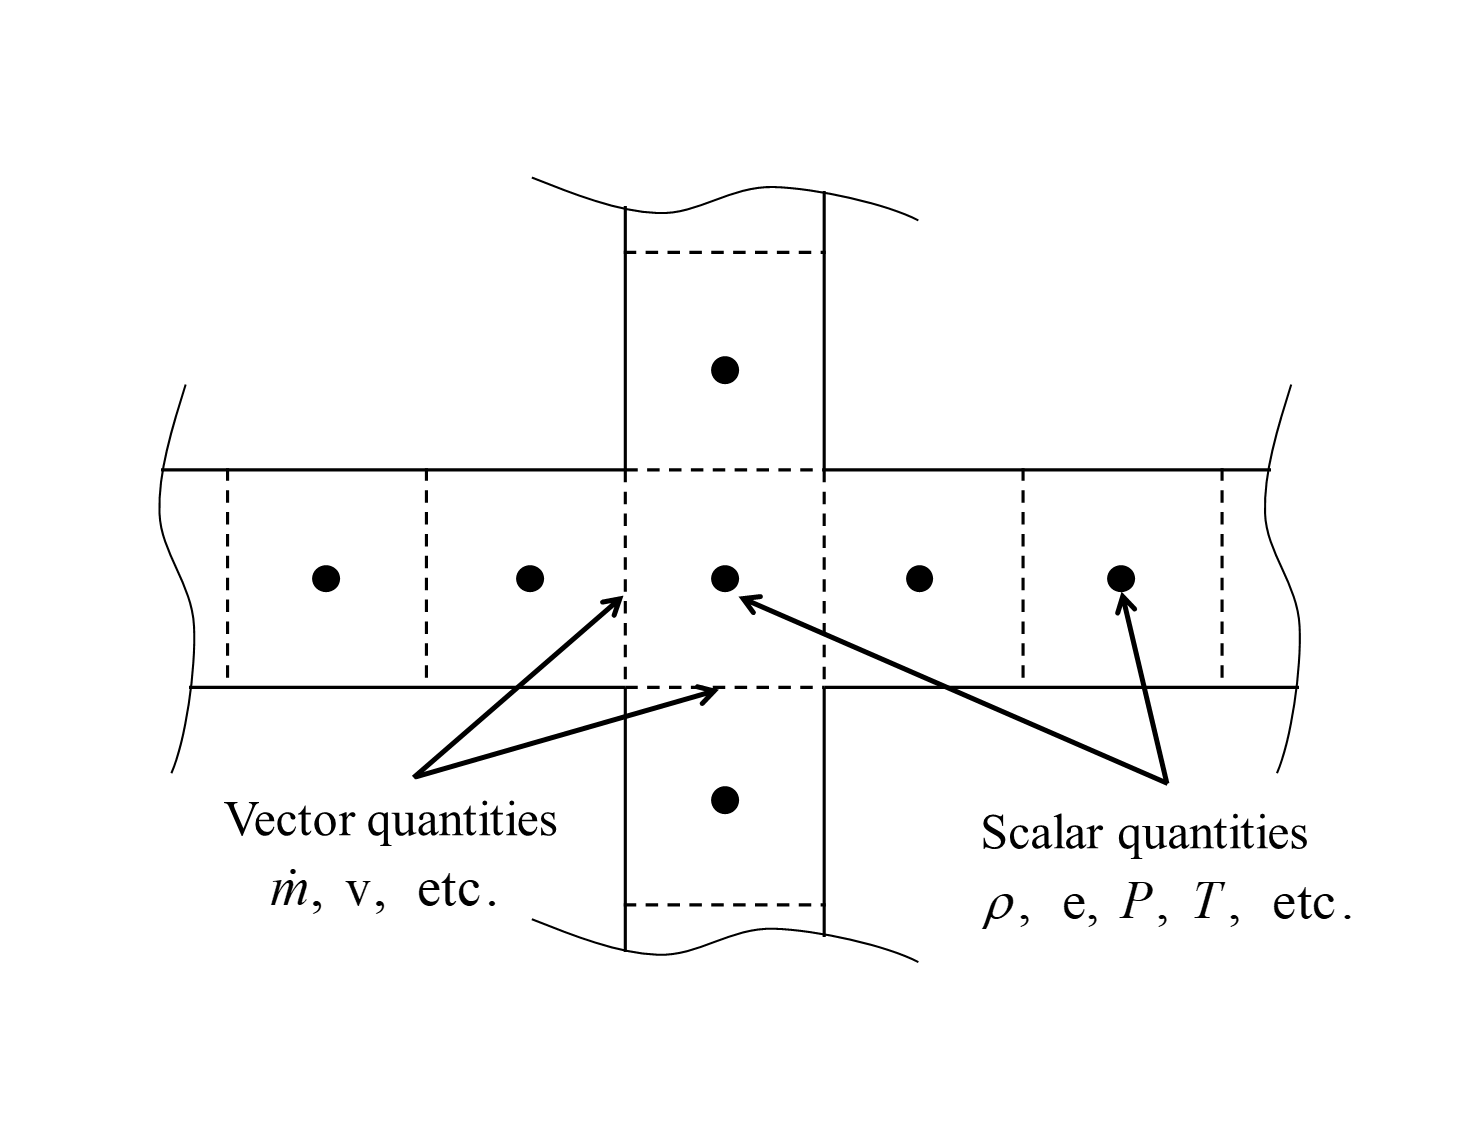 Vector quantities
ṁ, v, etc.
Scalar quantities
ρ, e, P, T, etc.